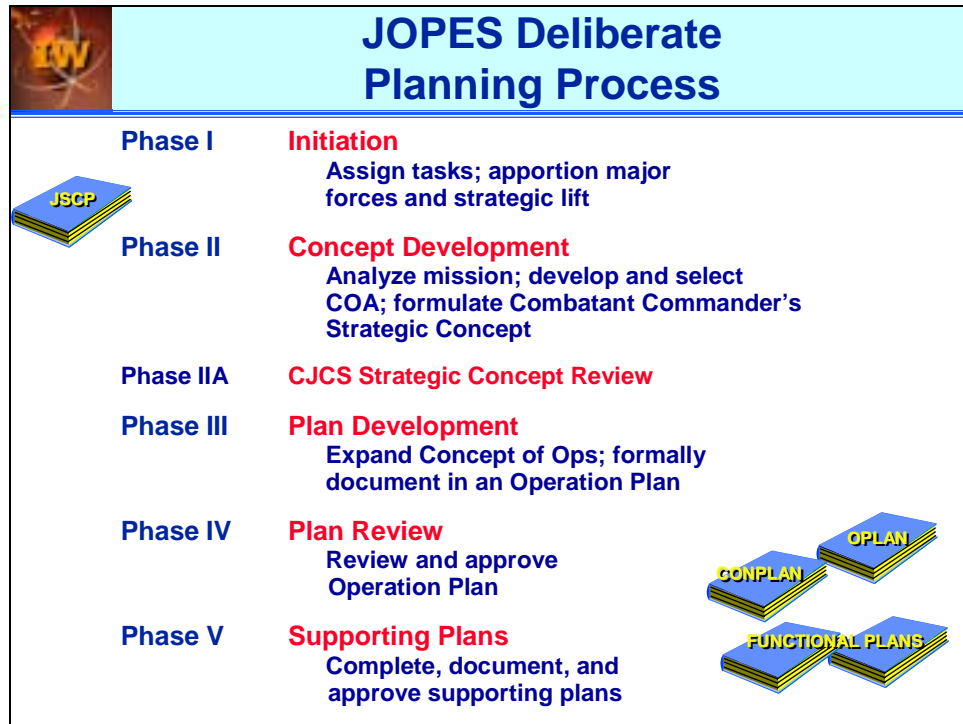 IW
JOPES Deliberate
Planning Process
Phase I Initiation
Assign tasks; apportion major
forces and strategic lift
JSCP
Phase II Concept Development
Analyze mission; develop and select
COA; formulate Combatant Commander’s
Strategic Concept
Phase IIA CJCS Strategic Concept Review
Phase III Plan Development
Expand Concept of Ops; formally
document in an Operation Plan
Phase IV Plan Review
Review and approve
Operation Plan
OPLAN
CONPLAN
Phase V Supporting Plans
Complete, document, and
approve supporting plans
FUNCTIONAL PLANS